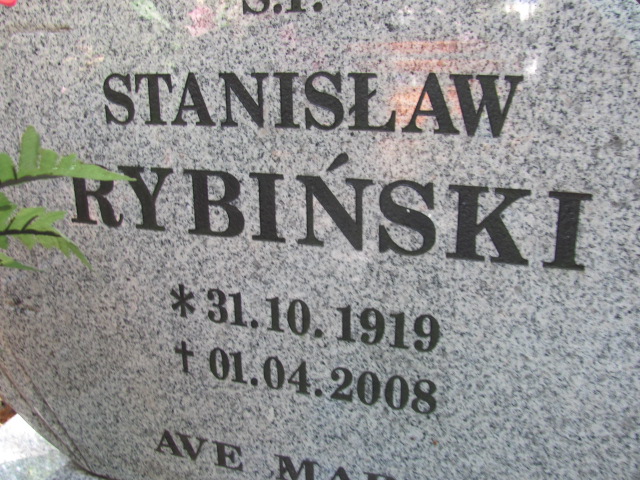 Ś.P.
STANISŁAW
RYBIŃSKI
* 31.10.1919
† 01.04.2008
AVE